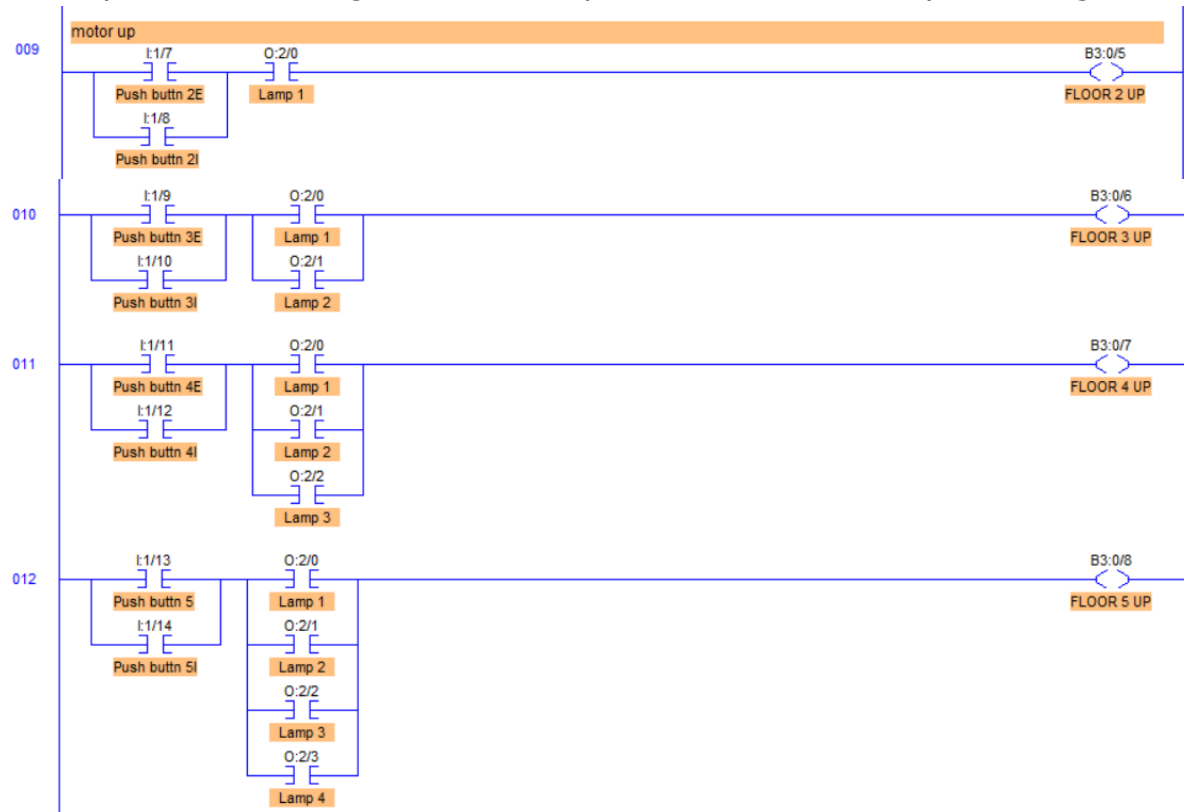 motor up
009
I:1/7 O:2/0 B3:0/5
Push buttn 2E Lamp 1 FLOOR 2 UP
I:1/8
Push buttn 2I
010
I:1/9 O:2/0 B3:0/6
Push buttn 3E Lamp 1 FLOOR 3 UP
I:1/10 O:2/1
Push buttn 3I Lamp 2
011
I:1/11 O:2/0 B3:0/7
Push buttn 4E Lamp 1 FLOOR 4 UP
I:1/12 O:2/1
Push buttn 4I Lamp 2
O:2/2
Lamp 3
012
I:1/13 O:2/0 B3:0/8
Push buttn 5 Lamp 1 FLOOR 5 UP
I:1/14 O:2/1
Push buttn 5I Lamp 2
O:2/2
Lamp 3
O:2/3
Lamp 4